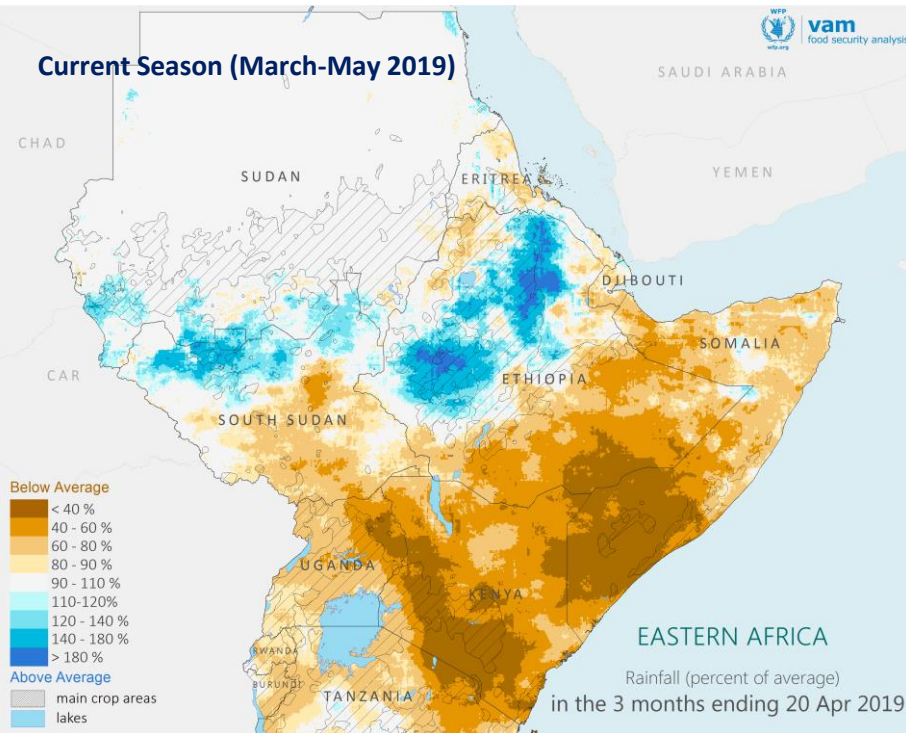 WFP
wfp.org
vam
food security analysis
Current Season (March-May 2019)
SAUDI ARABIA
CHAD
YEMEN
SUDAN
ERITREA
DJIBOUTI
SOMALIA
CAR
ETHIOPIA
SOUTH SUDAN
UGANDA
KENYA
RWANDA
BURUNDI
TANZANIA
Below Average
< 40 %
40 - 60 %
60 - 80 %
80 - 90 %
90 - 110 %
110-120%
120 - 140 %
140 - 180 %
> 180 %
Above Average
main crop areas
lakes
EASTERN AFRICA
Rainfall (percent of average)
in the 3 months ending 20 Apr 2019